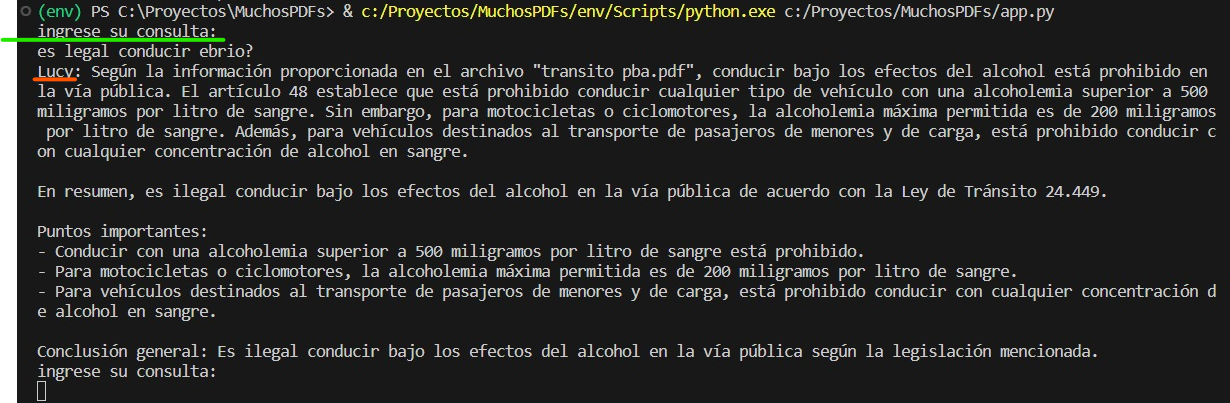 (env) PS C:\Proyectos\MuchosPDFs> & c:/Proyectos/MuchosPDFs/env/Scripts/python.exe c:/Proyectos/MuchosPDFs/app.py
ingrese su consulta:
es legal conducir ebrio?
Lucy: Según la información proporcionada en el archivo "transito pba.pdf", conducir bajo los efectos del alcohol está prohibido en
la vía pública. El artículo 48 establece que está prohibido conducir cualquier tipo de vehículo con una alcoholemia superior a 500
miligramos por litro de sangre. Sin embargo, para motocicletas o ciclomotores, la alcoholemia máxima permitida es de 200 miligramos
por litro de sangre. Además, para vehículos destinados al transporte de pasajeros de menores y de carga, está prohibido conducir c
on cualquier concentración de alcohol en sangre.
En resumen, es ilegal conducir bajo los efectos del alcohol en la vía pública de acuerdo con la Ley de Tránsito 24.449.
Puntos importantes:
- Conducir con una alcoholemia superior a 500 miligramos por litro de sangre está prohibido.
- Para motocicletas o ciclomotores, la alcoholemia máxima permitida es de 200 miligramos por litro de sangre.
- Para vehículos destinados al transporte de pasajeros de menores y de carga, está prohibido conducir con cualquier concentración d
e alcohol en sangre.
Conclusión general: Es ilegal conducir bajo los efectos del alcohol en la vía pública según la legislación mencionada.
ingrese su consulta: